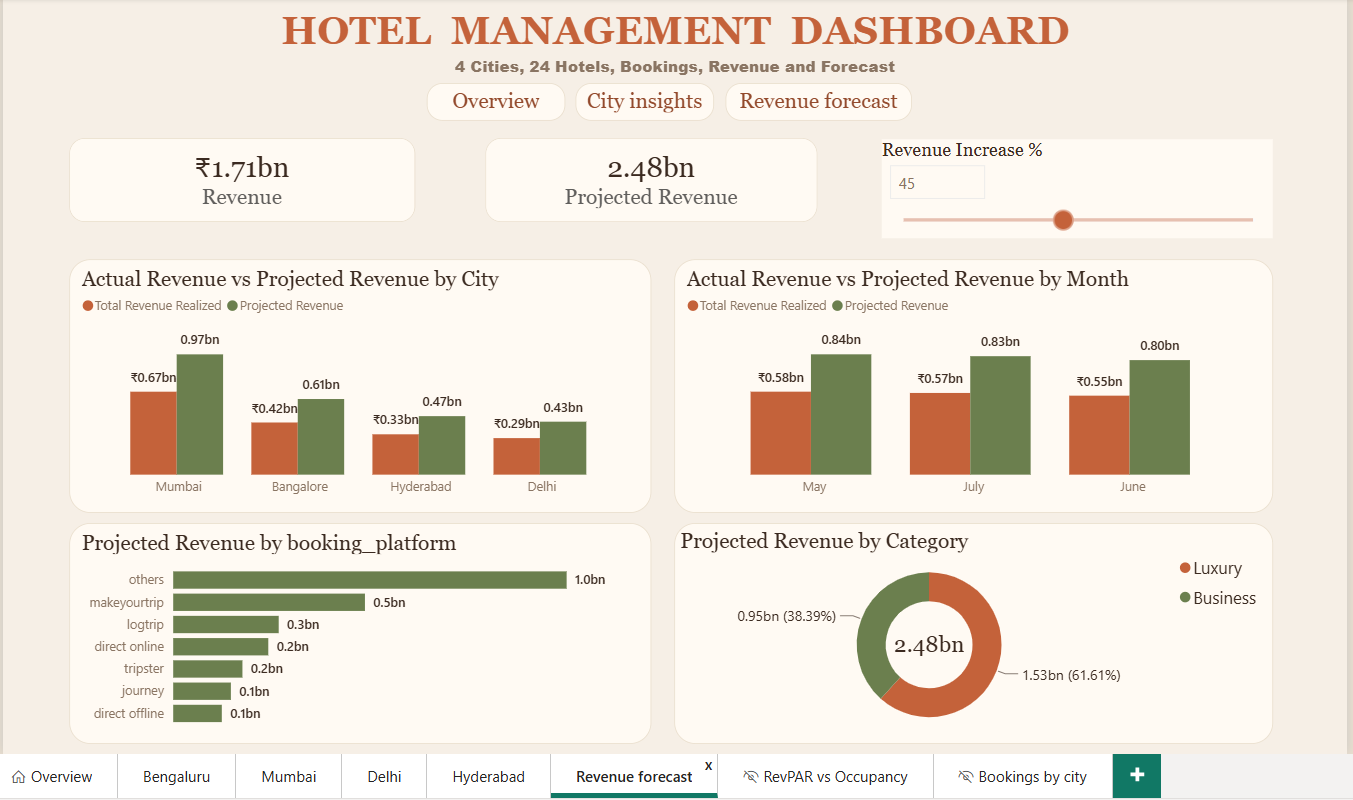 HOTEL MANAGEMENT DASHBOARD
4 Cities, 24 Hotels, Bookings, Revenue and Forecast
Overview City insights Revenue forecast
₹1.71bn
Revenue
2.48bn
Projected Revenue
Revenue Increase %
45
Actual Revenue vs Projected Revenue by City
Total Revenue Realized Projected Revenue
₹0.67bn 0.97bn ₹0.42bn 0.61bn ₹0.33bn 0.47bn ₹0.29bn 0.43bn
Mumbai Bangalore Hyderabad Delhi
Actual Revenue vs Projected Revenue by Month
Total Revenue Realized Projected Revenue
₹0.58bn 0.84bn ₹0.57bn 0.83bn ₹0.55bn 0.80bn
May July June
Projected Revenue by booking_platform
others 1.0bn
makeyourtrip 0.5bn
logtrip 0.3bn
direct online 0.2bn
tripster 0.2bn
journey 0.1bn
direct offline 0.1bn
Projected Revenue by Category
Luxury
Business
0.95bn (38.39%)
2.48bn
1.53bn (61.61%)
Overview Bengaluru Mumbai Delhi Hyderabad Revenue forecast x RevPAR vs Occupancy Bookings by city +